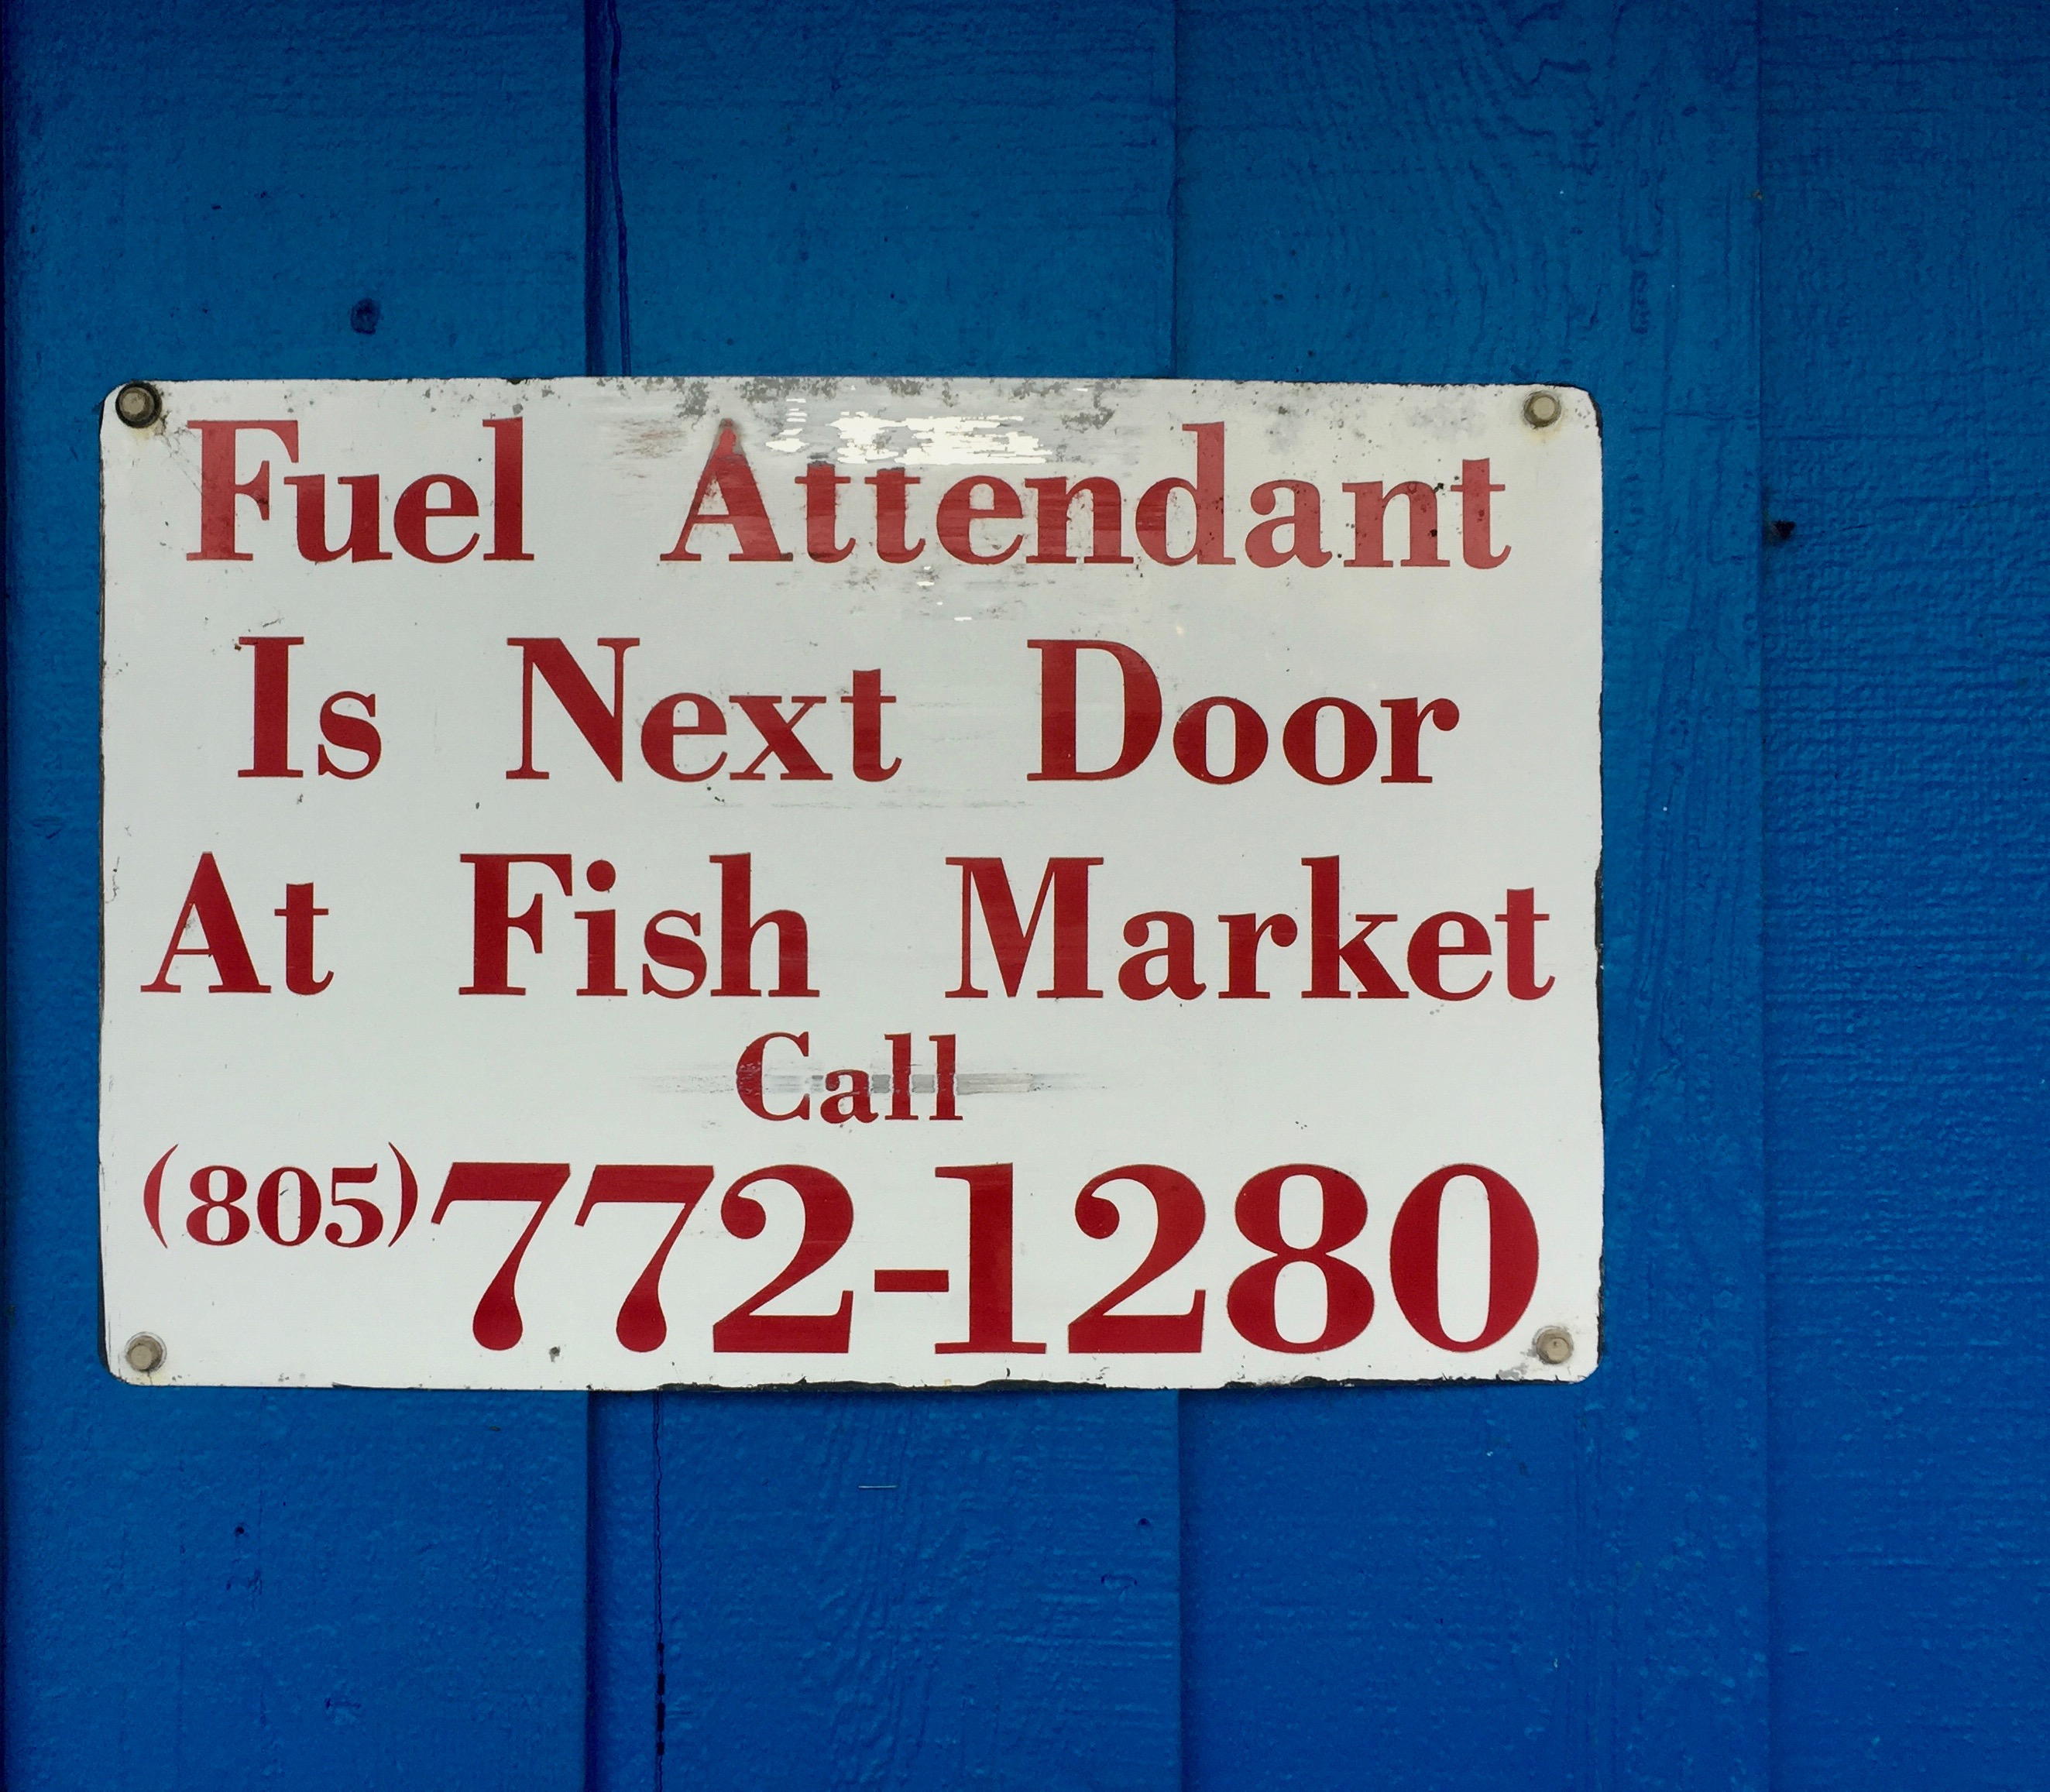 Fuel Attendant
Is Next Door
At Fish Market
Call
(805)772-1280